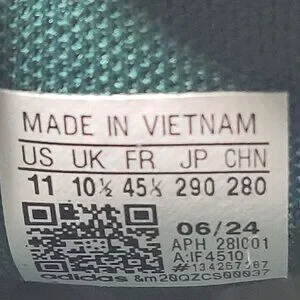 MADE IN VIETNAM
US UK FR JP CHN
11 10½ 45⅓ 290 280
06/24
APH 28I001
A:IF4510
adidas